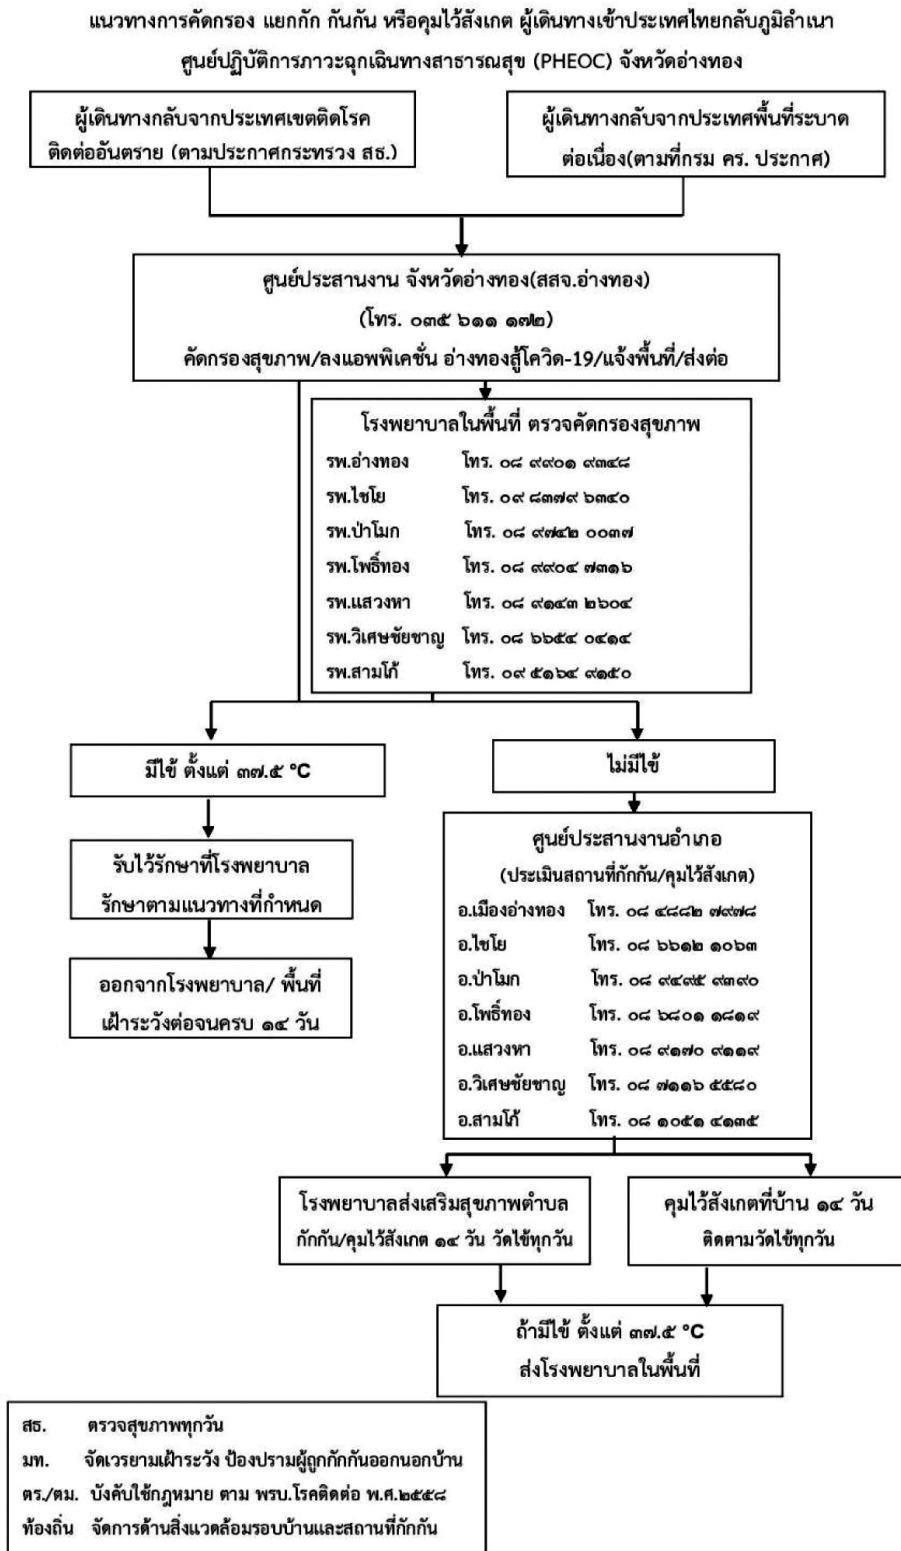 แนวทางการคัดกรอง แยกกัก กันกัน หรือคุมไว้สังเกต ผู้เดินทางเข้าประเทศไทยกลับภูมิลำเนา
ศูนย์ปฏิบัติการภาวะฉุกเฉินทางสาธารณสุข (PHEOC) จังหวัดอ่างทอง
ผู้เดินทางกลับจากประเทศเขตติดโรค
ติดต่ออันตราย (ตามประกาศกระทรวง สธ.)
ผู้เดินทางกลับจากประเทศพื้นที่ระบาด
ต่อเนื่อง(ตามที่กรม คร. ประกาศ)
ศูนย์ประสานงาน จังหวัดอ่างทอง(สสจ.อ่างทอง)
(โทร. ๐๓๕ ๖๑๑ ๑๗๒)
คัดกรองสุขภาพ/ลงแอพพิเคชั่น อ่างทองสู้โควิด-19/แจ้งพื้นที่/ส่งต่อ
โรงพยาบาลในพื้นที่ ตรวจคัดกรองสุขภาพ
รพ.อ่างทอง โทร. ๐๘ ๙๙๐๑ ๙๓๔๘
รพ.ไชโย โทร. ๐๙ ๘๓๗๙ ๖๓๔๐
รพ.ป่าโมก โทร. ๐๘ ๙๗๔๒ ๐๐๓๗
รพ.โพธิ์ทอง โทร. ๐๘ ๙๙๐๔ ๗๓๑๖
รพ.แสวงหา โทร. ๐๘ ๙๑๔๓ ๒๖๐๔
รพ.วิเศษชัยชาญ โทร. ๐๘ ๖๖๕๔ ๐๔๑๔
รพ.สามโก้ โทร. ๐๙ ๕๑๖๔ ๙๑๕๐
มีไข้ ตั้งแต่ ๓๗.๕ °C
ไม่มีไข้
รับไว้รักษาที่โรงพยาบาล
รักษาตามแนวทางที่กำหนด
ออกจากโรงพยาบาล/ พื้นที่
เฝ้าระวังต่อจนครบ ๑๔ วัน
ศูนย์ประสานงานอำเภอ
(ประเมินสถานที่กักกัน/คุมไว้สังเกต)
อ.เมืองอ่างทอง โทร. ๐๘ ๔๘๘๒ ๗๙๗๘
อ.ไชโย โทร. ๐๘ ๖๖๑๒ ๑๐๖๓
อ.ป่าโมก โทร. ๐๘ ๙๔๙๕ ๙๓๙๐
อ.โพธิ์ทอง โทร. ๐๘ ๖๘๐๑ ๑๘๑๙
อ.แสวงหา โทร. ๐๘ ๙๑๗๐ ๙๑๑๙
อ.วิเศษชัยชาญ โทร. ๐๘ ๗๑๑๖ ๕๕๘๐
อ.สามโก้ โทร. ๐๘ ๑๐๕๑ ๔๑๓๕
โรงพยาบาลส่งเสริมสุขภาพตำบล
กักกัน/คุมไว้สังเกต ๑๔ วัน วัดไข้ทุกวัน
คุมไว้สังเกตที่บ้าน ๑๔ วัน
ติดตามวัดไข้ทุกวัน
ถ้ามีไข้ ตั้งแต่ ๓๗.๕ °C
ส่งโรงพยาบาลในพื้นที่
สธ. ตรวจสุขภาพทุกวัน
มท. จัดเวรยามเฝ้าระวัง ป้องปรามผู้ถูกกักกันออกนอกบ้าน
ตร./ตม. บังคับใช้กฎหมาย ตาม พรบ.โรคติดต่อ พ.ศ.๒๕๕๘
ท้องถิ่น จัดการด้านสิ่งแวดล้อมรอบบ้านและสถานที่กักกัน